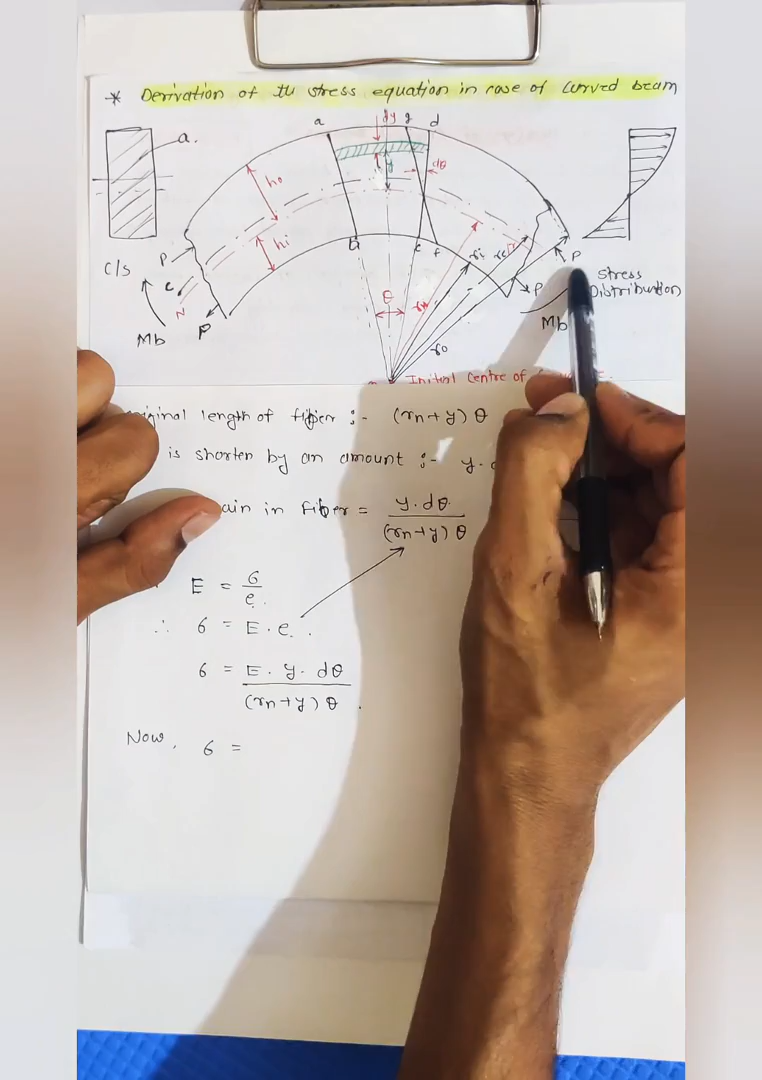 * Derivation of the stress equation in case of Curved beam
a dy g d
a.
y dθ
ho
hi
b e f
ri rc
P P
c/s c
N
Stress
Distribution
θ rn
P
Mb P Mb
ro
Initial Centre of
original length of fiber :- (rn+y)θ
is shorten by an amount :- y.
in fiber = y.dθ
(rn+y)θ
E = б
e.
∴ б = E.e.
б = E. y. dθ
(rn+y)θ.
Now, б =